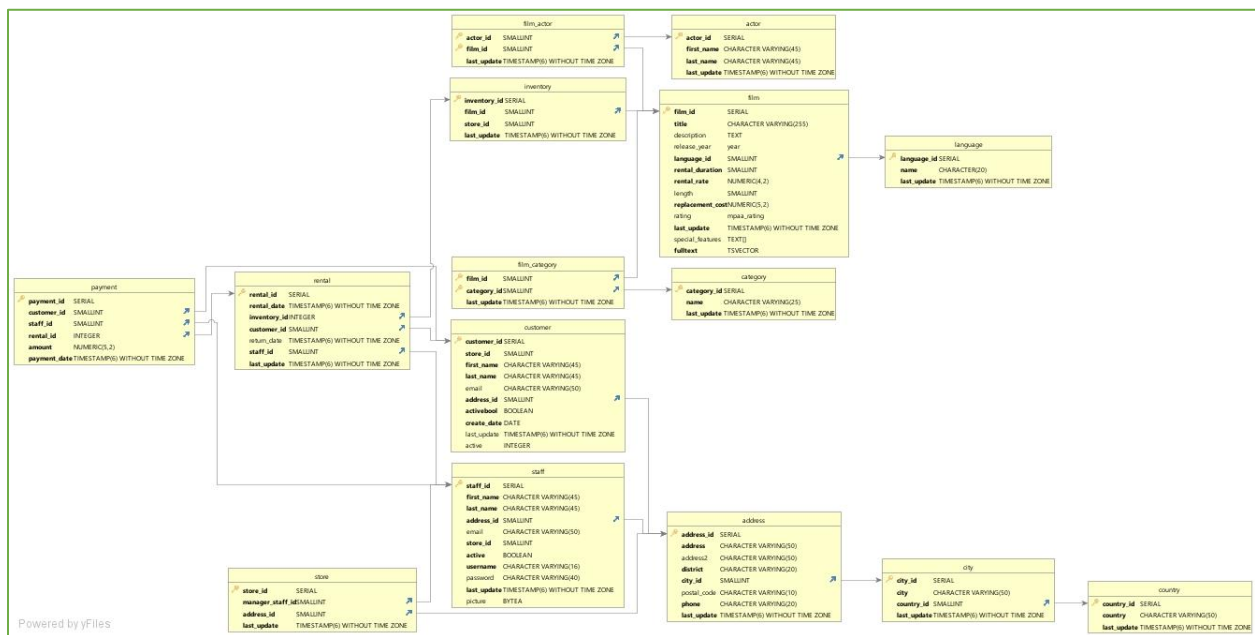 film_actor
actor_id SMALLINT
film_id SMALLINT
last_update TIMESTAMP(6) WITHOUT TIME ZONE
actor
actor_id SERIAL
first_name CHARACTER VARYING(45)
last_name CHARACTER VARYING(45)
last_update TIMESTAMP(6) WITHOUT TIME ZONE
inventory
inventory_id SERIAL
film_id SMALLINT
store_id SMALLINT
last_update TIMESTAMP(6) WITHOUT TIME ZONE
film
film_id SERIAL
title CHARACTER VARYING(255)
description TEXT
release_year year
language_id SMALLINT
rental_duration SMALLINT
rental_rate NUMERIC(4,2)
length SMALLINT
replacement_cost NUMERIC(5,2)
rating mpaa_rating
last_update TIMESTAMP(6) WITHOUT TIME ZONE
special_features TEXT[]
fulltext TSVECTOR
language
language_id SERIAL
name CHARACTER(20)
last_update TIMESTAMP(6) WITHOUT TIME ZONE
film_category
film_id SMALLINT
category_id SMALLINT
last_update TIMESTAMP(6) WITHOUT TIME ZONE
category
category_id SERIAL
name CHARACTER VARYING(25)
last_update TIMESTAMP(6) WITHOUT TIME ZONE
payment
payment_id SERIAL
customer_id SMALLINT
staff_id SMALLINT
rental_id INTEGER
amount NUMERIC(5,2)
payment_date TIMESTAMP(6) WITHOUT TIME ZONE
rental
rental_id SERIAL
rental_date TIMESTAMP(6) WITHOUT TIME ZONE
inventory_id INTEGER
customer_id SMALLINT
return_date TIMESTAMP(6) WITHOUT TIME ZONE
staff_id SMALLINT
last_update TIMESTAMP(6) WITHOUT TIME ZONE
customer
customer_id SERIAL
store_id SMALLINT
first_name CHARACTER VARYING(45)
last_name CHARACTER VARYING(45)
email CHARACTER VARYING(50)
address_id SMALLINT
activebool BOOLEAN
create_date DATE
last_update TIMESTAMP(6) WITHOUT TIME ZONE
active INTEGER
staff
staff_id SERIAL
first_name CHARACTER VARYING(45)
last_name CHARACTER VARYING(45)
address_id SMALLINT
email CHARACTER VARYING(50)
store_id SMALLINT
active BOOLEAN
username CHARACTER VARYING(16)
password CHARACTER VARYING(40)
last_update TIMESTAMP(6) WITHOUT TIME ZONE
picture BYTEA
store
store_id SERIAL
manager_staff_id SMALLINT
address_id SMALLINT
last_update TIMESTAMP(6) WITHOUT TIME ZONE
address
address_id SERIAL
address CHARACTER VARYING(50)
address2 CHARACTER VARYING(50)
district CHARACTER VARYING(20)
city_id SMALLINT
postal_code CHARACTER VARYING(10)
phone CHARACTER VARYING(20)
last_update TIMESTAMP(6) WITHOUT TIME ZONE
city
city_id SERIAL
city CHARACTER VARYING(50)
country_id SMALLINT
last_update TIMESTAMP(6) WITHOUT TIME ZONE
country
country_id SERIAL
country CHARACTER VARYING(50)
last_update TIMESTAMP(6) WITHOUT TIME ZONE
Powered by yFiles